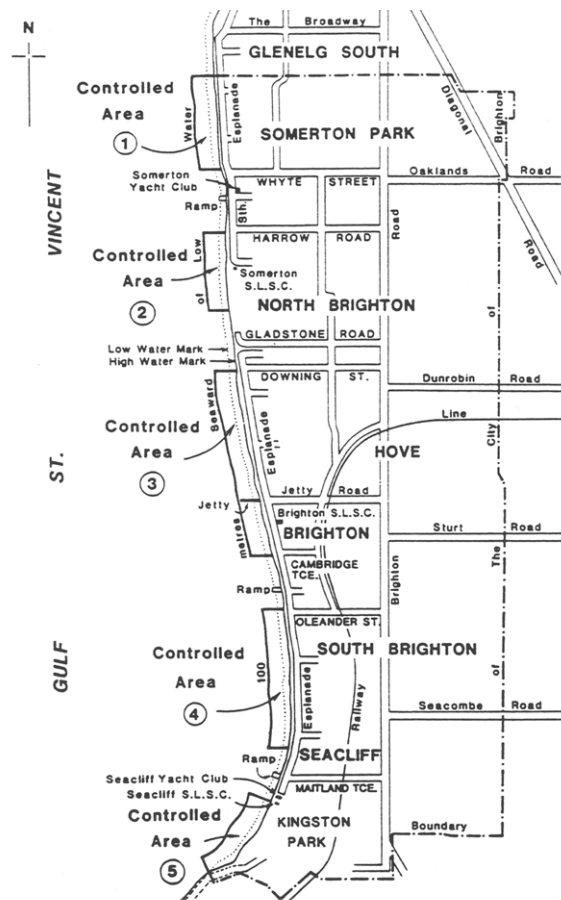 N
The Broadway
GLENELG SOUTH
Controlled
Area
1
Water
Esplanade
Diagonal
Road
Brighton
SOMERTON PARK
Somerton
Yacht Club
Ramp
Sth.
WHYTE STREET
Oaklands Road
VINCENT
Road
HARROW ROAD
Controlled
Area
2
Low
of
Somerton
S.L.S.C.
NORTH BRIGHTON
of
GLADSTONE ROAD
Low Water Mark
High Water Mark
DOWNING ST.
Dunrobin Road
Seaward
Line
City
Controlled
Area
3
Esplanade
HOVE
ST.
Jetty Road
Jetty
Brighton S.L.S.C.
BRIGHTON
Sturt Road
metres
The
CAMBRIDGE
TCE.
Brighton
Ramp
OLEANDER ST.
SOUTH BRIGHTON
Controlled
Area
4
100
GULF
Esplanade
Railway
of
Seacombe Road
SEACLIFF
Ramp
Seacliff Yacht Club
Seacliff S.L.S.C.
MAITLAND TCE.
Controlled
Area
5
KINGSTON
PARK
Boundary